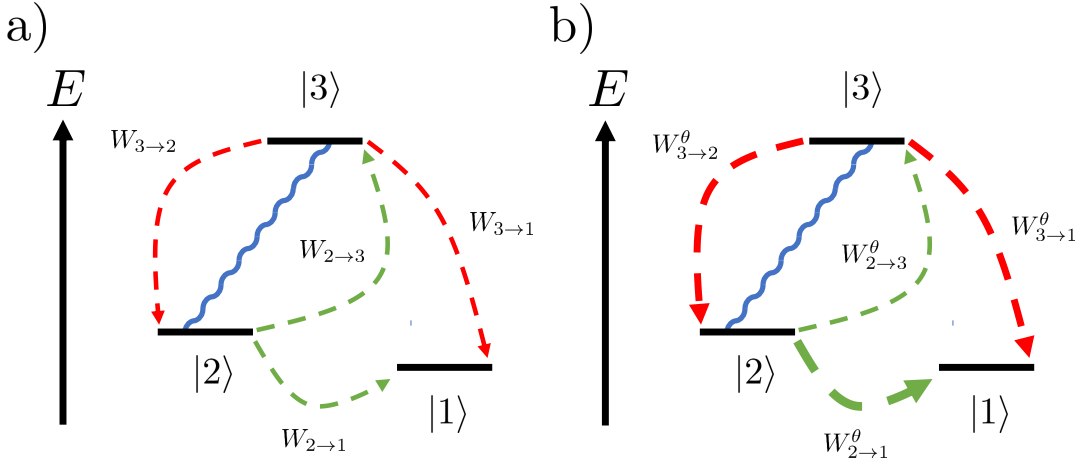 a)
E
|3⟩
W_{3→2}
W_{3→1}
W_{2→3}
|2⟩
|1⟩
W_{2→1}
b)
E
|3⟩
W^θ_{3→2}
W^θ_{3→1}
W^θ_{2→3}
|2⟩
|1⟩
W^θ_{2→1}